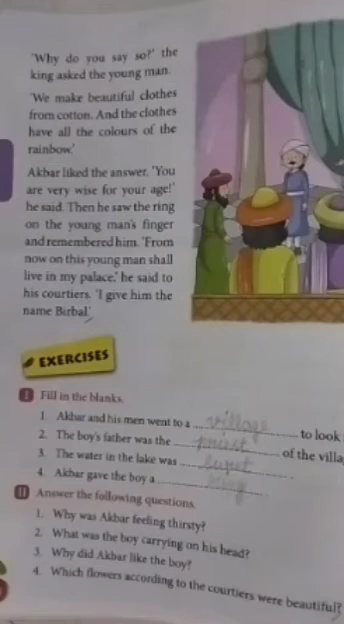 'Why do you say so?' the
king asked the young man.
'We make beautiful clothes
from cotton. And the clothes
have all the colours of the
rainbow.'
Akbar liked the answer. 'You
are very wise for your age!'
he said. Then he saw the ring
on the young man's finger
and remembered him. 'From
now on this young man shall
live in my palace,' he said to
his courtiers. 'I give him the
name Birbal.'
EXERCISES
I Fill in the blanks.
1. Akbar and his men went to a village to look
2. The boy's father was the priest of the villa
3. The water in the lake was
4. Akbar gave the boy a ring.
II Answer the following questions.
1. Why was Akbar feeling thirsty?
2. What was the boy carrying on his head?
3. Why did Akbar like the boy?
4. Which flowers according to the courtiers were beautiful?